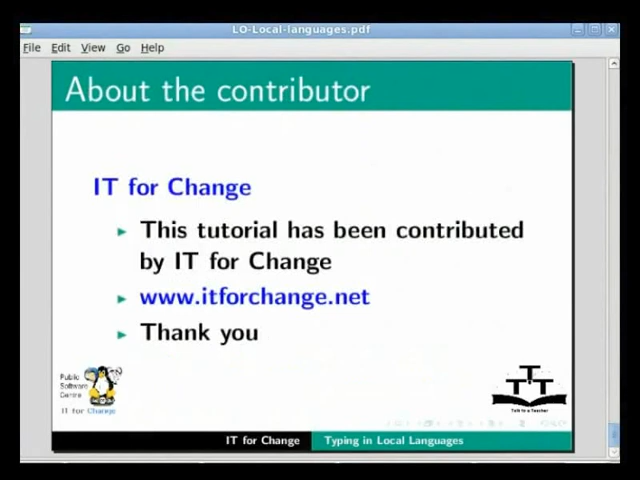 LO-Local-languages.pdf
File Edit View Go Help
About the contributor
IT for Change
This tutorial has been contributed
by IT for Change
www.itforchange.net
Thank you
Public
Software
Centre
IT for Change
TTT
Talk to a Teacher
IT for Change Typing in Local Languages